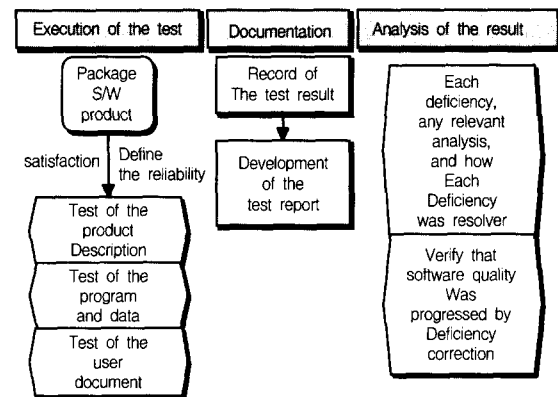 Execution of the test
Package
S/W
product
satisfaction
Define
the reliability
Test of the
product
Description
Test of the
program
and data
Test of the
user
document
Documentation
Record of
The test result
Development
of the
test report
Analysis of the result
Each
deficiency,
any relevant
analysis,
and how
Each
Deficiency
was resolver
Verify that
software quality
Was
progressed by
Deficiency
correction